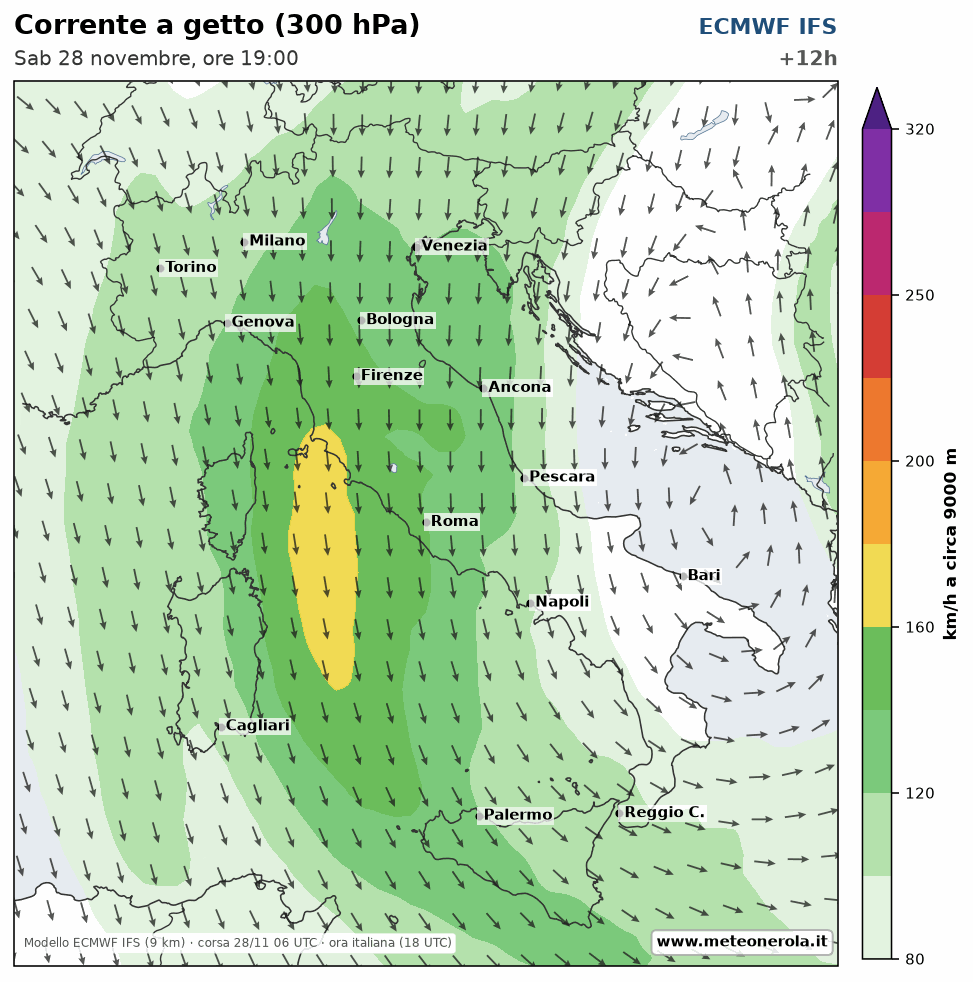 Corrente a getto (300 hPa)
ECMWF IFS
Sab 28 novembre, ore 19:00
+12h
320
Milano
Venezia
Torino
250
Genova
Bologna
Firenze
Ancona
200
Pescara
Roma
km/h a circa 9000 m
Bari
Napoli
160
Cagliari
120
Palermo
Reggio C.
Modello ECMWF IFS (9 km) · corsa 28/11 06 UTC · ora italiana (18 UTC)
www.meteonerola.it
80